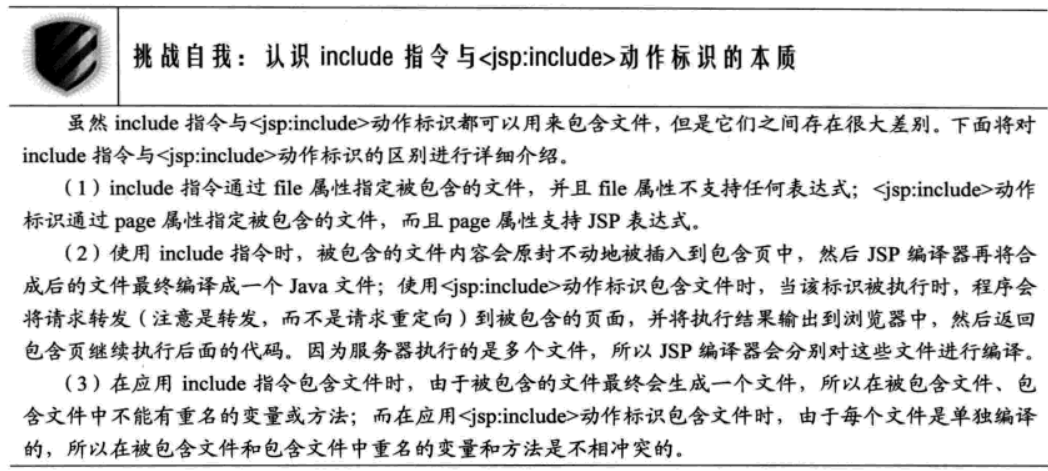 挑战自我：认识 include 指令与<jsp:include>动作标识的本质
虽然 include 指令与<jsp:include>动作标识都可以用来包含文件，但是它们之间存在很大差别。下面将对
include 指令与<jsp:include>动作标识的区别进行详细介绍。
（1）include 指令通过 file 属性指定被包含的文件，并且 file 属性不支持任何表达式；<jsp:include>动作
标识通过 page 属性指定被包含的文件，而且 page 属性支持 JSP 表达式。
（2）使用 include 指令时，被包含的文件内容会原封不动地被插入到包含页中，然后 JSP 编译器再将合
成后的文件最终编译成一个 Java 文件；使用<jsp:include>动作标识包含文件时，当该标识被执行时，程序会
将请求转发（注意是转发，而不是请求重定向）到被包含的页面，并将执行结果输出到浏览器中，然后返回
包含页继续执行后面的代码。因为服务器执行的是多个文件，所以 JSP 编译器会分别对这些文件进行编译。
（3）在应用 include 指令包含文件时，由于被包含的文件最终会生成一个文件，所以在被包含文件、包
含文件中不能有重名的变量或方法；而在应用<jsp:include>动作标识包含文件时，由于每个文件是单独编译
的，所以在被包含文件和包含文件中重名的变量和方法是不相冲突的。